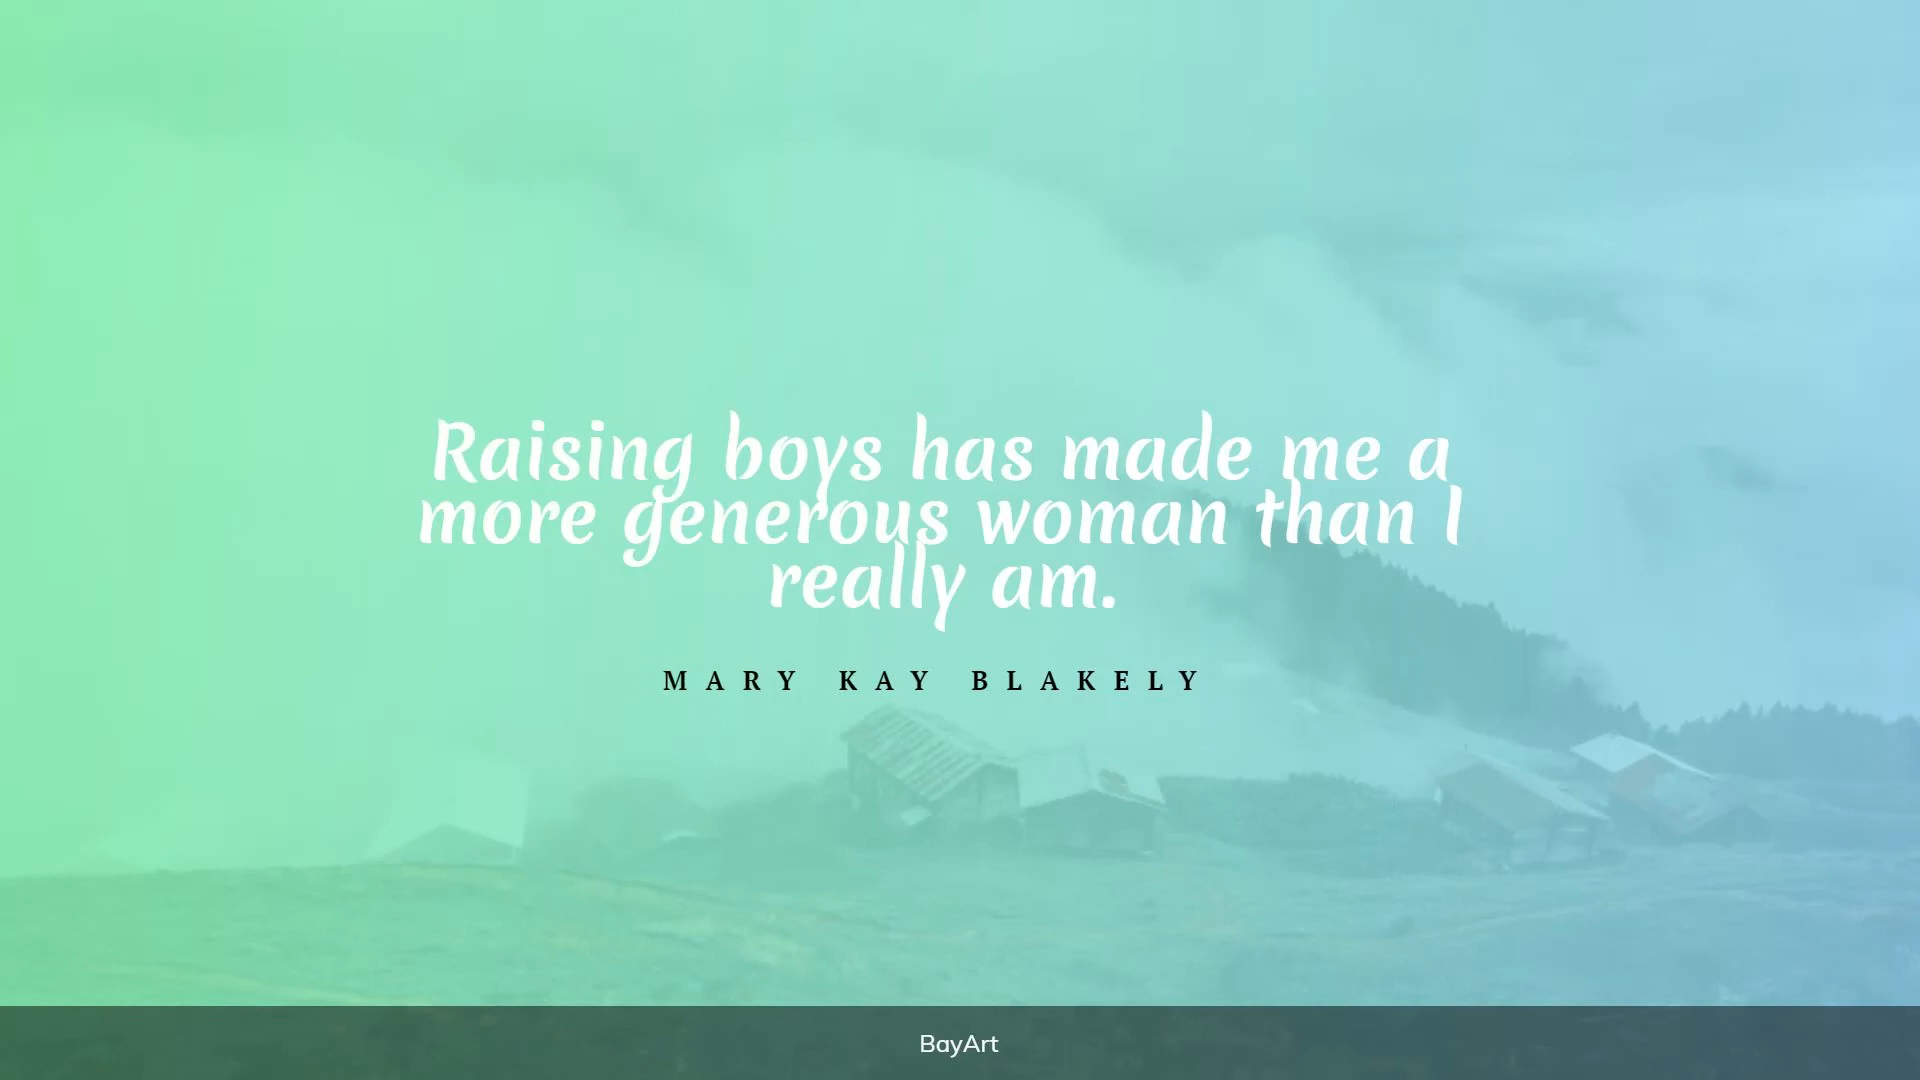 Raising boys has made me a
more generous woman than I
really am.
MARY KAY BLAKELY
BayArt